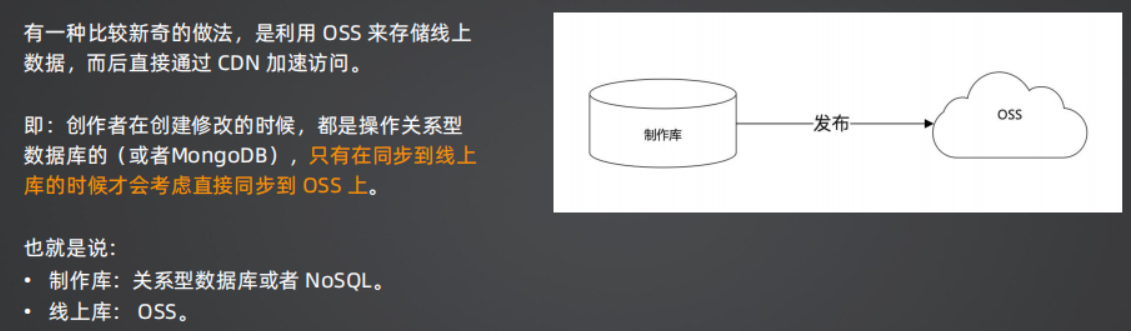 有一种比较新奇的做法，是利用 OSS 来存储线上
数据，而后直接通过 CDN 加速访问。
即：创作者在创建修改的时候，都是操作关系型
数据库的（或者MongoDB），只有在同步到线上
库的时候才会考虑直接同步到 OSS 上。
也就是说：
• 制作库：关系型数据库或者 NoSQL。
• 线上库： OSS。
制作库
发布
OSS